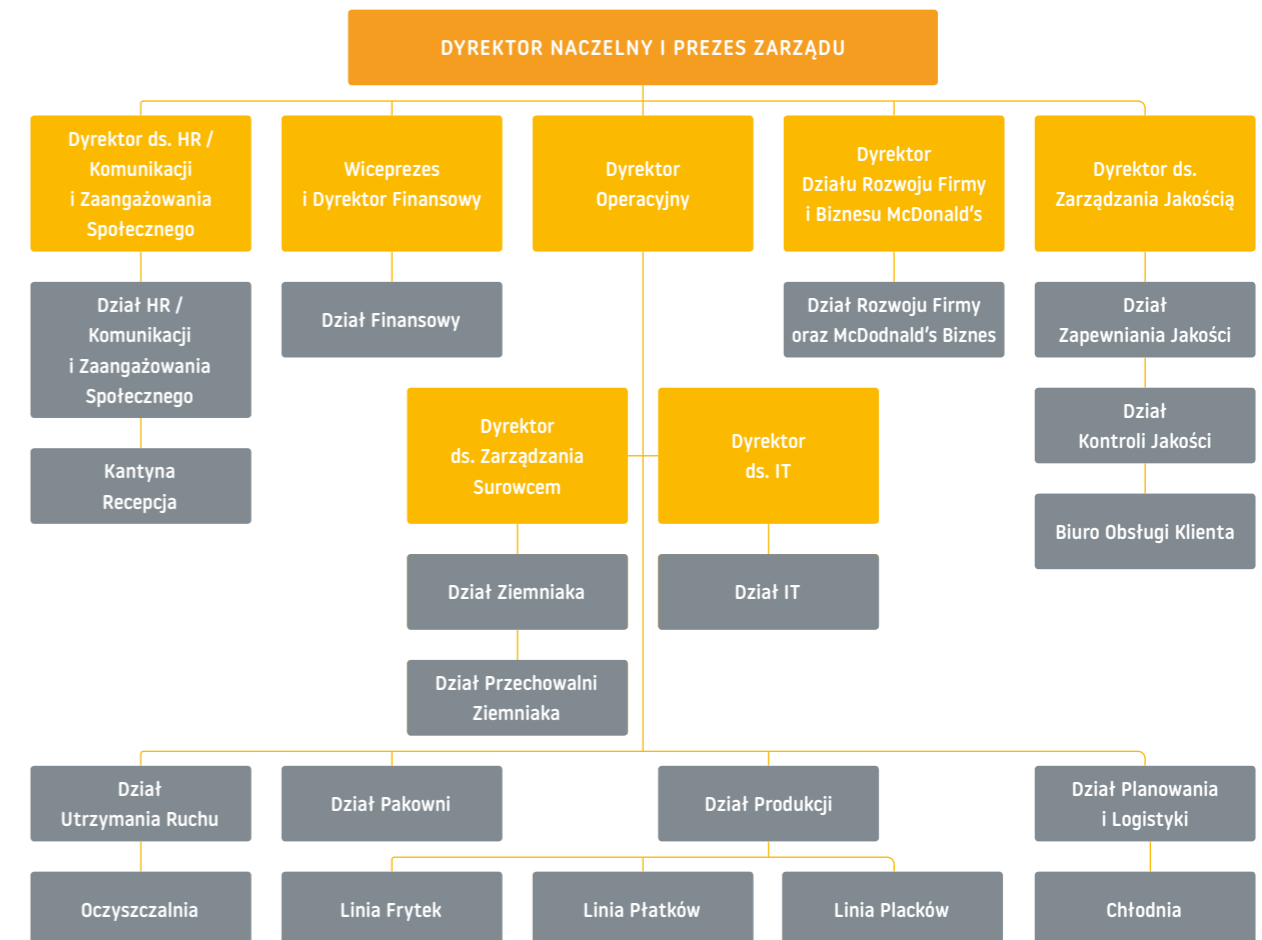 DYREKTOR NACZELNY I PREZES ZARZĄDU
Dyrektor ds. HR /
Komunikacji
i Zaangażowania
Społecznego
Wiceprezes
i Dyrektor Finansowy
Dyrektor
Operacyjny
Dyrektor
Działu Rozwoju Firmy
i Biznesu McDonald's
Dyrektor ds.
Zarządzania Jakością
Dział HR /
Komunikacji
i Zaangażowania
Społecznego
Dział Finansowy
Dział Rozwoju Firmy
oraz McDodnald's Biznes
Dział
Zapewniania Jakości
Kantyna
Recepcja
Dyrektor
ds. Zarządzania
Surowcem
Dyrektor
ds. IT
Dział
Kontroli Jakości
Biuro Obsługi Klienta
Dział Ziemniaka
Dział IT
Dział Przechowalni
Ziemniaka
Dział
Utrzymania Ruchu
Dział Pakowni
Dział Produkcji
Dział Planowania
i Logistyki
Oczyszczalnia
Linia Frytek
Linia Płatków
Linia Placków
Chłodnia